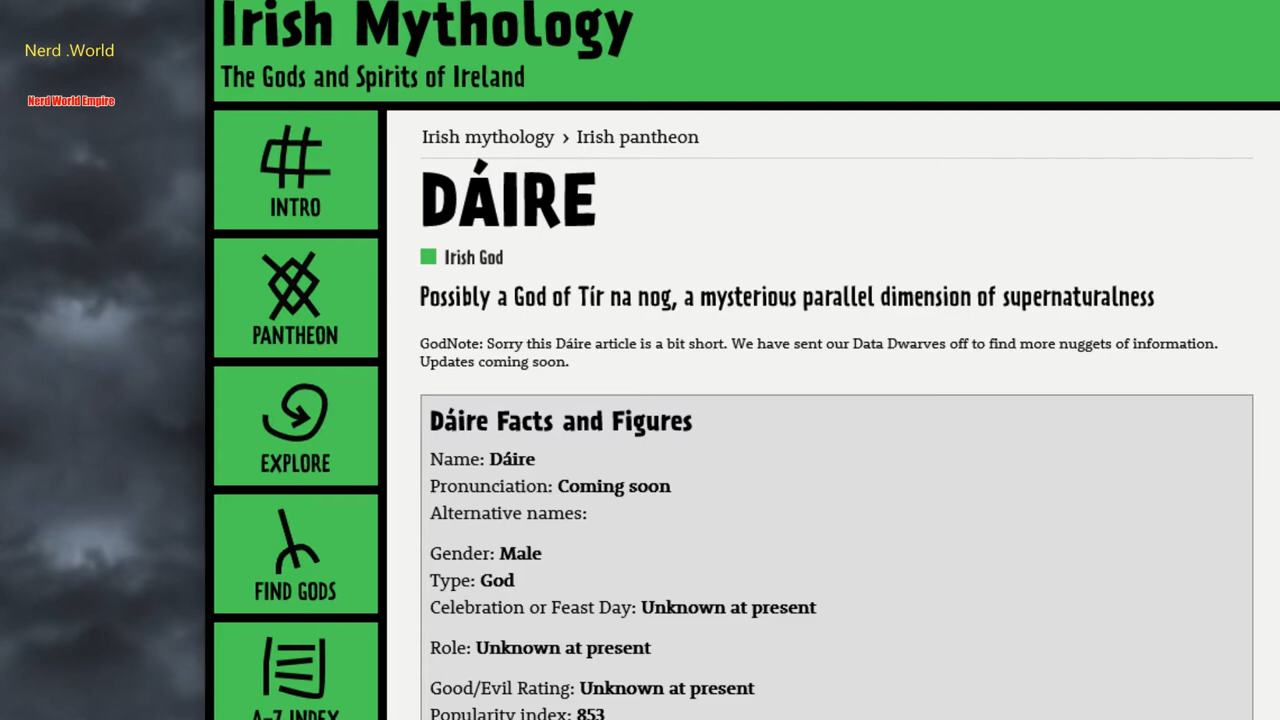 Nerd .World
Nerd World Empire
Irish Mythology
The Gods and Spirits of Ireland
INTRO
PANTHEON
EXPLORE
FIND GODS
A-Z INDEX
Irish mythology › Irish pantheon
DÁIRE
Irish God
Possibly a God of Tír na nog, a mysterious parallel dimension of supernaturalness
GodNote: Sorry this Dáire article is a bit short. We have sent our Data Dwarves off to find more nuggets of information.
Updates coming soon.
Dáire Facts and Figures
Name: Dáire
Pronunciation: Coming soon
Alternative names:
Gender: Male
Type: God
Celebration or Feast Day: Unknown at present
Role: Unknown at present
Good/Evil Rating: Unknown at present
Popularity index: 853